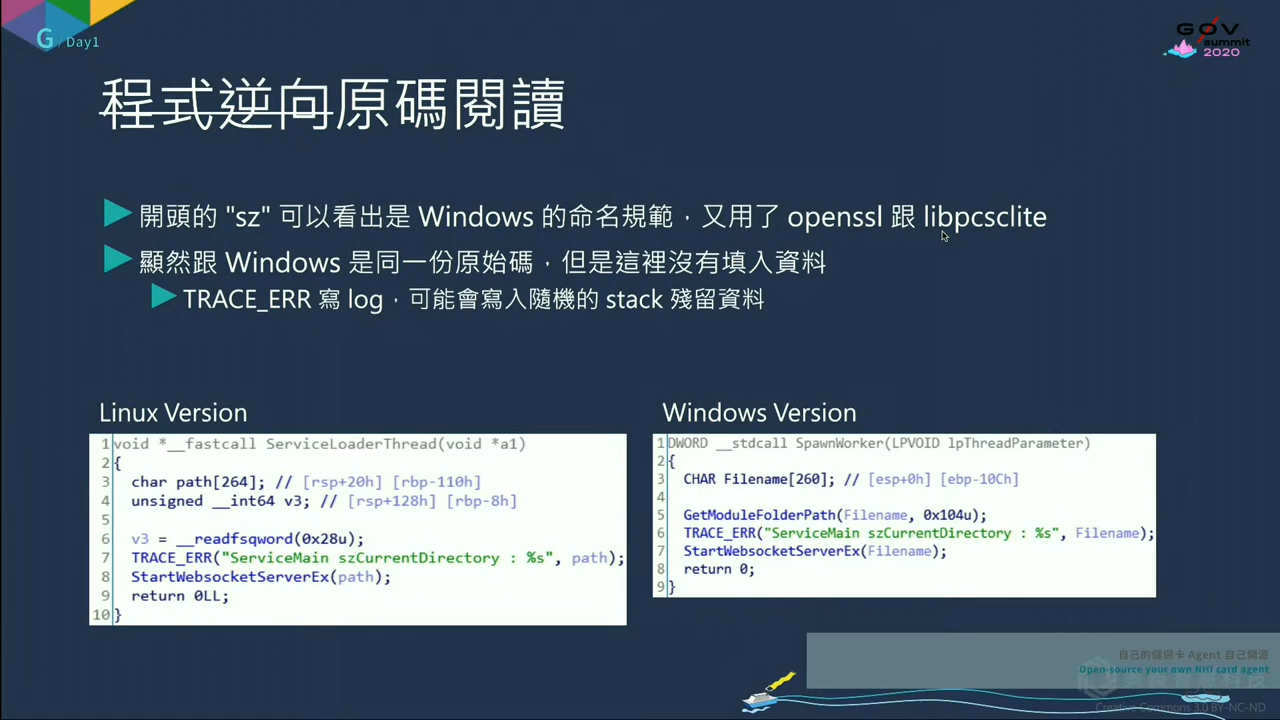 G / Day1
G0V
summit
2020
程式逆向原碼閱讀
開頭的 "sz" 可以看出是 Windows 的命名規範，又用了 openssl 跟 libpcsclite
顯然跟 Windows 是同一份原始碼，但是這裡沒有填入資料
TRACE_ERR 寫 log，可能會寫入隨機的 stack 殘留資料
Linux Version
1 void *__fastcall ServiceLoaderThread(void *a1)
2 {
3 char path[264]; // [rsp+20h] [rbp-110h]
4 unsigned __int64 v3; // [rsp+128h] [rbp-8h]
5
6 v3 = __readfsqword(0x28u);
7 TRACE_ERR("ServiceMain szCurrentDirectory : %s", path);
8 StartWebsocketServerEx(path);
9 return 0LL;
10 }
Windows Version
1 DWORD __stdcall SpawnWorker(LPVOID lpThreadParameter)
2 {
3 CHAR Filename[260]; // [esp+0h] [ebp-10Ch]
4
5 GetModuleFolderPath(Filename, 0x104u);
6 TRACE_ERR("ServiceMain szCurrentDirectory : %s", Filename);
7 StartWebsocketServerEx(Filename);
8 return 0;
9 }
自己的健保卡 Agent 自己開源
Open-source your own NHI card agent
Creative Commons 3.0 BY-NC-ND